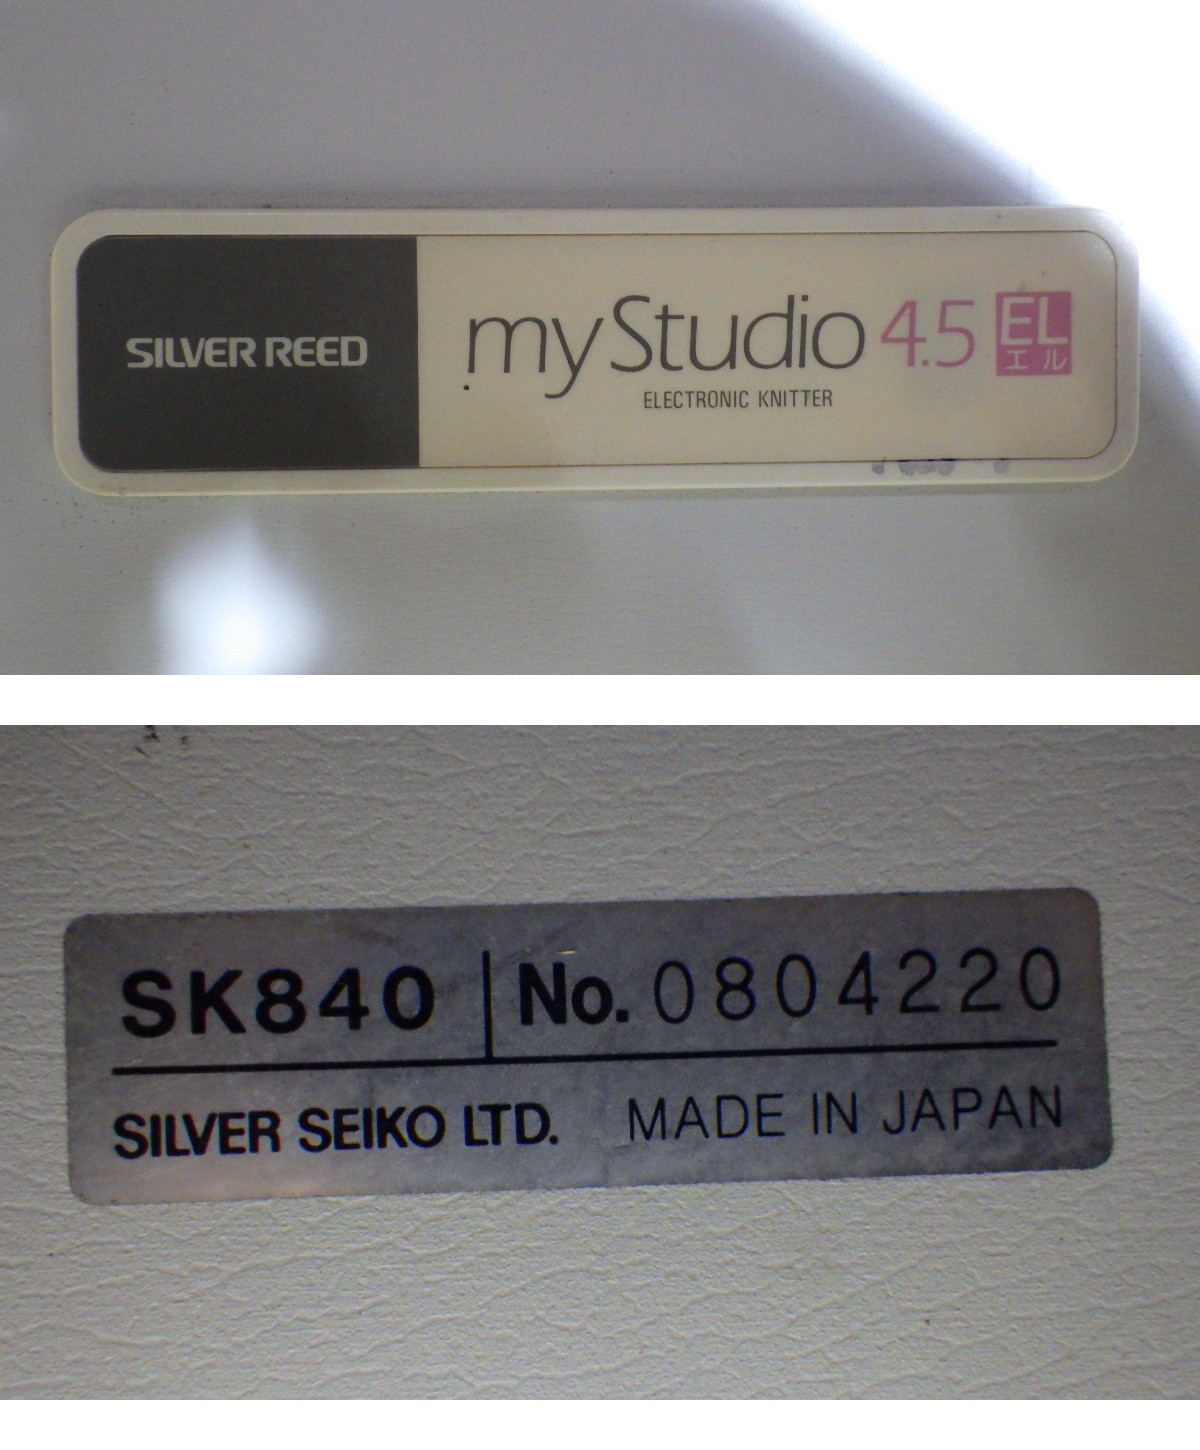 SILVER REED
myStudio 4.5 EL
エル
ELECTRONIC KNITTER
SK840 No. 0804220
SILVER SEIKO LTD. MADE IN JAPAN